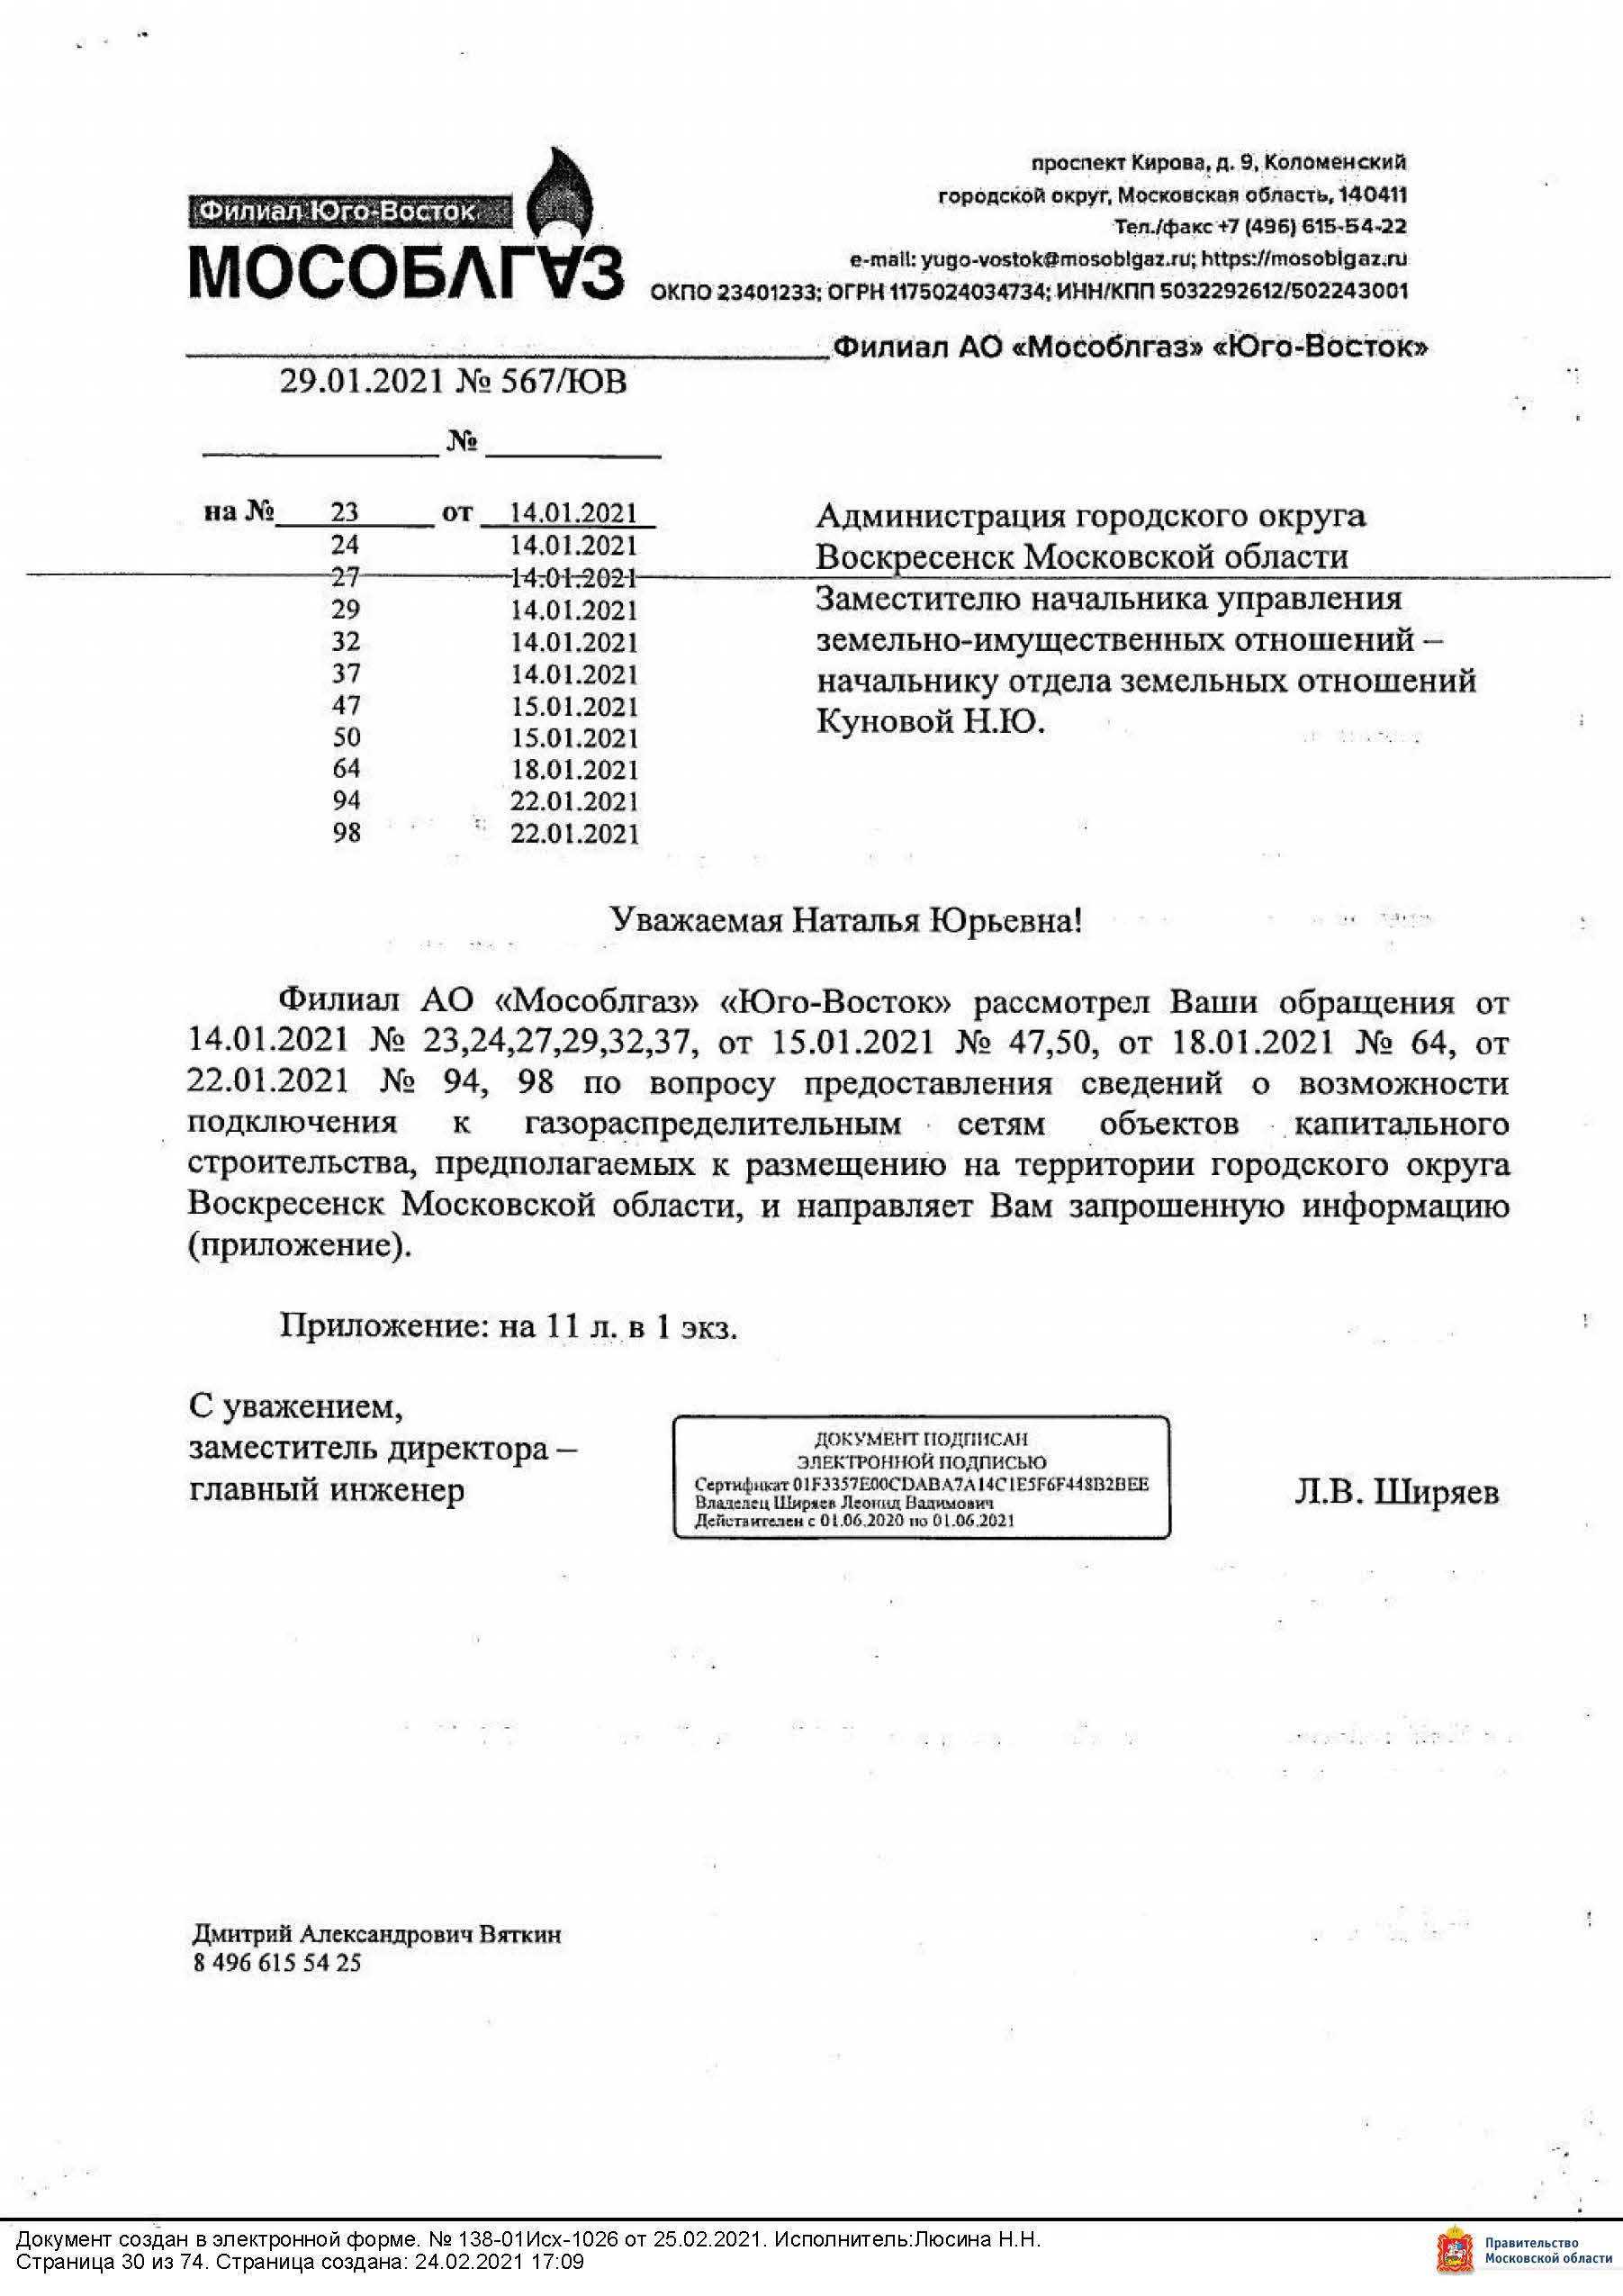 проспект Кирова, д. 9, Коломенский
городской округ, Московская область, 140411
Тел./факс +7 (496) 615-54-22
e-mail: yugo-vostok@mosoblgaz.ru; https://mosoblgaz.ru
ОКПО 23401233; ОГРН 1175024034734; ИНН/КПП 5032292612/502243001
Филиал Юго-Восток
МОСОБЛГАЗ
Филиал АО «Мособлгаз» «Юго-Восток»
29.01.2021 № 567/ЮВ
№
на № 23 от 14.01.2021
24 14.01.2021
27 14.01.2021
29 14.01.2021
32 14.01.2021
37 14.01.2021
47 15.01.2021
50 15.01.2021
64 18.01.2021
94 22.01.2021
98 22.01.2021
Администрация городского округа
Воскресенск Московской области
Заместителю начальника управления
земельно-имущественных отношений –
начальнику отдела земельных отношений
Куновой Н.Ю.
Уважаемая Наталья Юрьевна!
Филиал АО «Мособлгаз» «Юго-Восток» рассмотрел Ваши обращения от
14.01.2021 № 23,24,27,29,32,37, от 15.01.2021 № 47,50, от 18.01.2021 № 64, от
22.01.2021 № 94, 98 по вопросу предоставления сведений о возможности
подключения к газораспределительным сетям объектов капитального
строительства, предполагаемых к размещению на территории городского округа
Воскресенск Московской области, и направляет Вам запрошенную информацию
(приложение).
Приложение: на 11 л. в 1 экз.
С уважением,
заместитель директора –
главный инженер
ДОКУМЕНТ ПОДПИСАН
ЭЛЕКТРОННОЙ ПОДПИСЬЮ
Сертификат 01F3357E00CDABA7A14C1E5F6F448B2BEE
Владелец Ширяев Леонид Вадимович
Действителен с 01.06.2020 по 01.06.2021
Л.В. Ширяев
Дмитрий Александрович Вяткин
8 496 615 54 25
Документ создан в электронной форме. № 138-01Исх-1026 от 25.02.2021. Исполнитель:Люсина Н.Н.
Страница 30 из 74. Страница создана: 24.02.2021 17:09
Правительство
Московской области